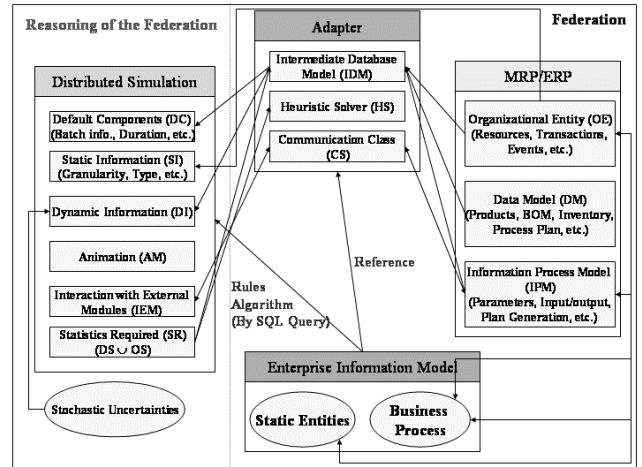 Reasoning of the Federation
Federation
Adapter
Intermediate Database
Model (IDM)
Heuristic Solver (HS)
Communication Class
(CS)
Distributed Simulation
Default Components (DC)
(Batch info., Duration, etc.)
Static Information (SI)
(Granularity, Type, etc.)
Dynamic Information (DI)
Animation (AM)
Interaction with External
Modules (IEM)
Statistics Required (SR)
(DS ∪ OS)
Stochastic Uncertainties
MRP/ERP
Organizational Entity (OE)
(Resources, Transactions,
Events, etc.)
Data Model (DM)
(Products, BOM, Inventory,
Process Plan, etc.)
Information Process Model
(IPM)
(Parameters, Input/output,
Plan Generation, etc.)
Reference
Rules
Algorithm
(By SQL Query)
Enterprise Information Model
Static Entities
Business
Process